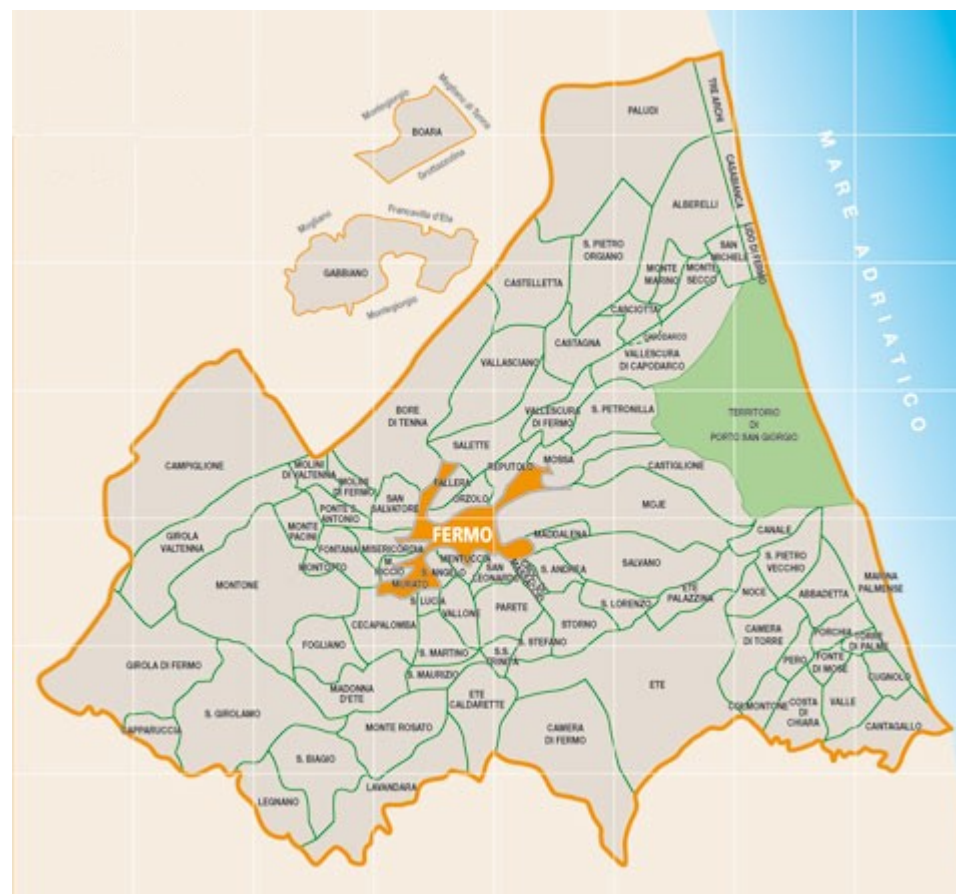 TRE ARCHI
PALUDI
Montegiorgio
Magliano di Tenna
BOARA
Grottazzolina
MARE ADRIATICO
CASABIANCA
ALBERELLI
LIDO DI FERMO
Mogliano
Francavilla d'Ete
GABBIANO
Montegiorgio
S. PIETRO
ORGIANO
SAN
MICHELE
MONTE
MARINO
MONTE
SECCO
CASTELLETTA
CASCIOTTA
CAPODARCO
CASTAGNA
VALLESCURA
DI CAPODARCO
VALLASCIANO
BORE
DI TENNA
VALLESCURA
DI FERMO
S. PETRONILLA
TERRITORIO
DI
PORTO SAN GIORGIO
SALETTE
CAMPIGLIONE
MOLINI
DI VALTENNA
MOLINI
DI FERMO
REPUTOLO
MOSSA
CASTIGLIONE
FALLERA
ORZOLO
SAN
SALVATORE
PONTE S.
ANTONIO
MOJE
GIROLA
VALTENNA
MONTE
PACINI
FERMO
MADDALENA
CANALE
FONTANA
MISERICORDIA
MENTUCCIA
MONTOTTO
S. ANGELO
SAN
LEONARDO
S. ANDREA
SALVANO
S. PIETRO
VECCHIO
MONTONE
MURATO
MARINA
PALMENSE
S. LUCIA
VALLONE
PARETE
S. LORENZO
ETE
PALAZZINA
NOCE
ABBADETTA
CECAPALOMBA
STORNO
FOGLIANO
S. STEFANO
CAMERA
DI TORRE
PORCHIA
TORRE
DI PALME
S. MARTINO
S.S.
TRINITÀ
GIROLA DI FERMO
S. MAURIZIO
PERO
FONTE
DI MOSÈ
CUGNOLO
MADONNA
D'ETE
ETE
CALDARETTE
ETE
COLMONTONE
COSTA
DI
CHIARA
VALLE
CAPPARUCCIA
S. GIROLAMO
MONTE ROSATO
CAMERA
DI FERMO
CANTAGALLO
S. BIAGIO
LAVANDARA
LEGNANO